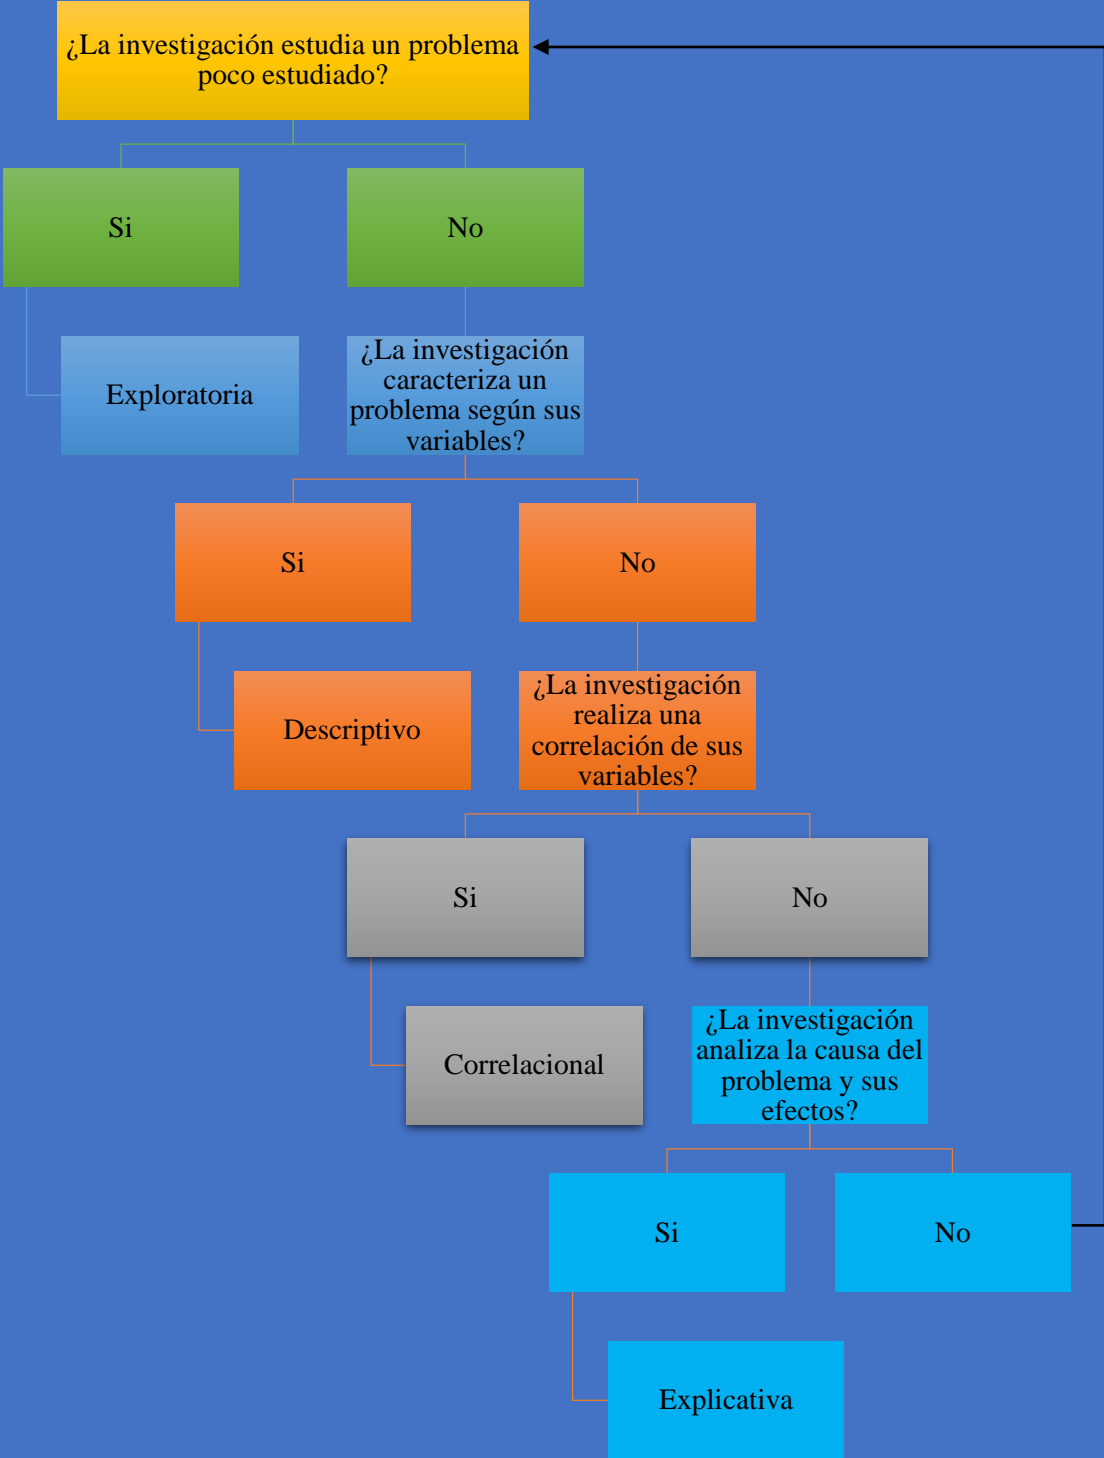 ¿La investigación estudia un problema
poco estudiado?
Si
No
Exploratoria
¿La investigación
caracteriza un
problema según sus
variables?
Si
No
Descriptivo
¿La investigación
realiza una
correlación de sus
variables?
Si
No
Correlacional
¿La investigación
analiza la causa del
problema y sus
efectos?
Si
No
Explicativa